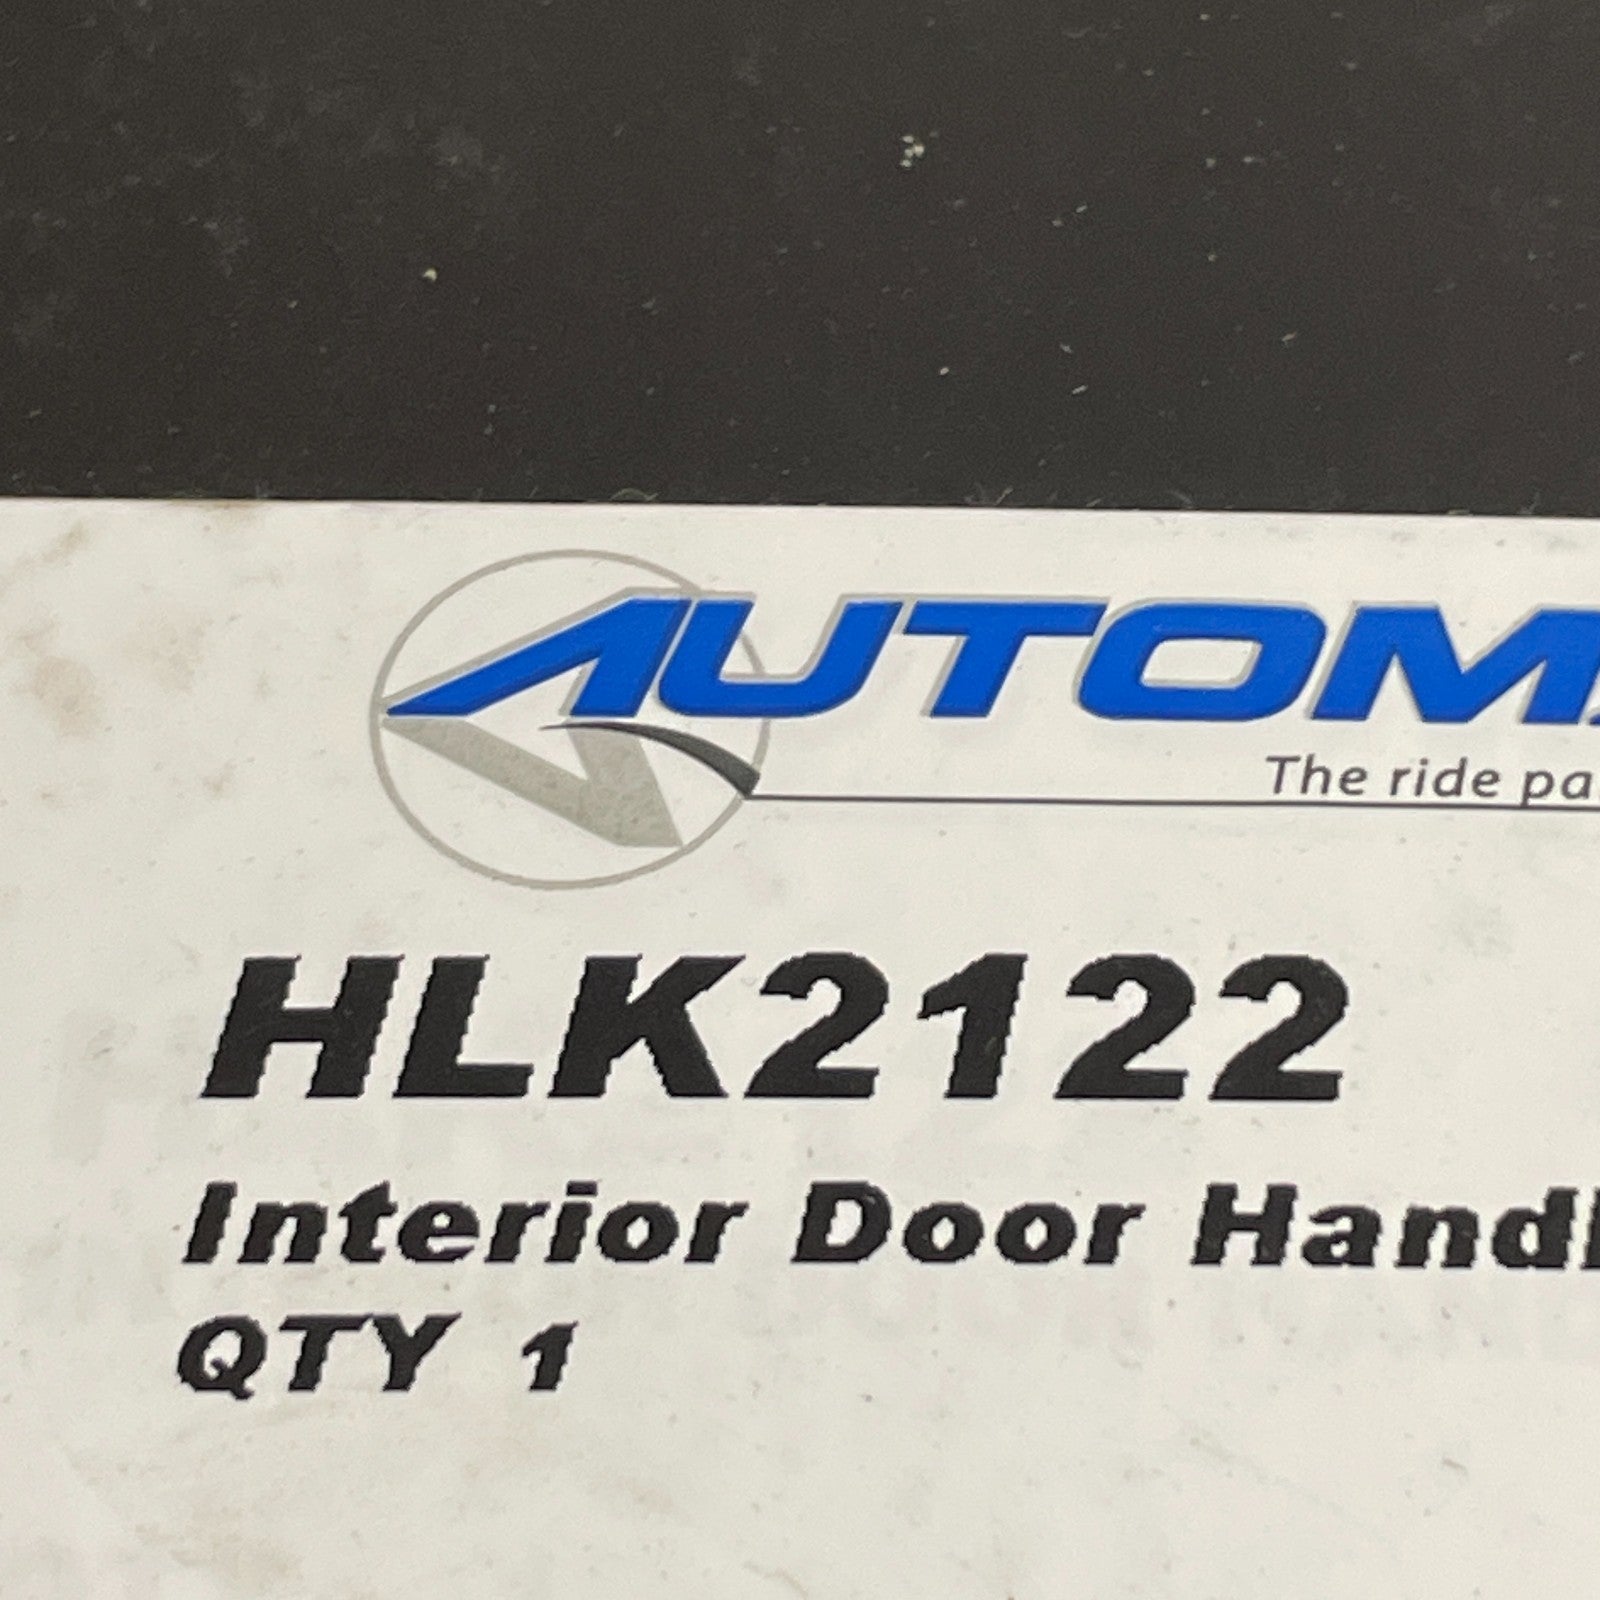 AUTOM
The ride pa
HLK2122
Interior Door Handl
QTY 1